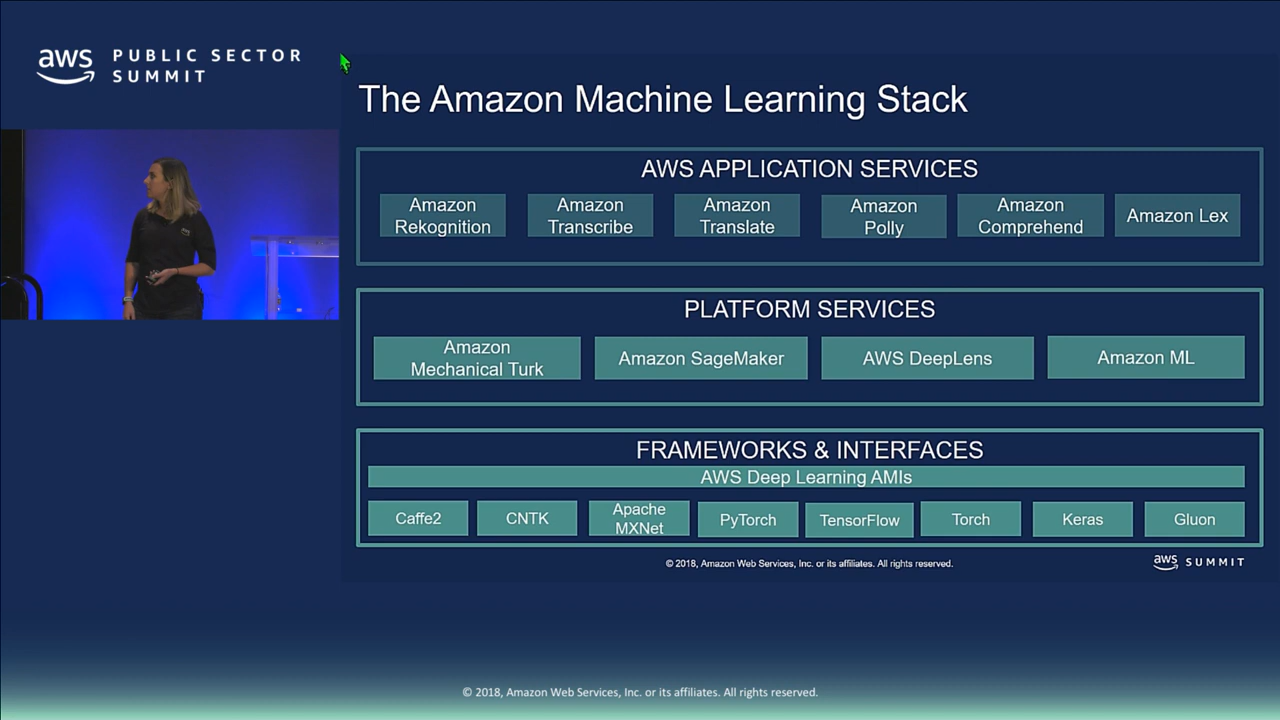 aws PUBLIC SECTOR
SUMMIT
The Amazon Machine Learning Stack
AWS APPLICATION SERVICES
Amazon
Rekognition
Amazon
Transcribe
Amazon
Translate
Amazon
Polly
Amazon
Comprehend
Amazon Lex
PLATFORM SERVICES
Amazon
Mechanical Turk
Amazon SageMaker
AWS DeepLens
Amazon ML
FRAMEWORKS & INTERFACES
AWS Deep Learning AMIs
Caffe2
CNTK
Apache
MXNet
PyTorch
TensorFlow
Torch
Keras
Gluon
© 2018, Amazon Web Services, Inc. or its affiliates. All rights reserved.
aws SUMMIT
© 2018, Amazon Web Services, Inc. or its affiliates. All rights reserved.